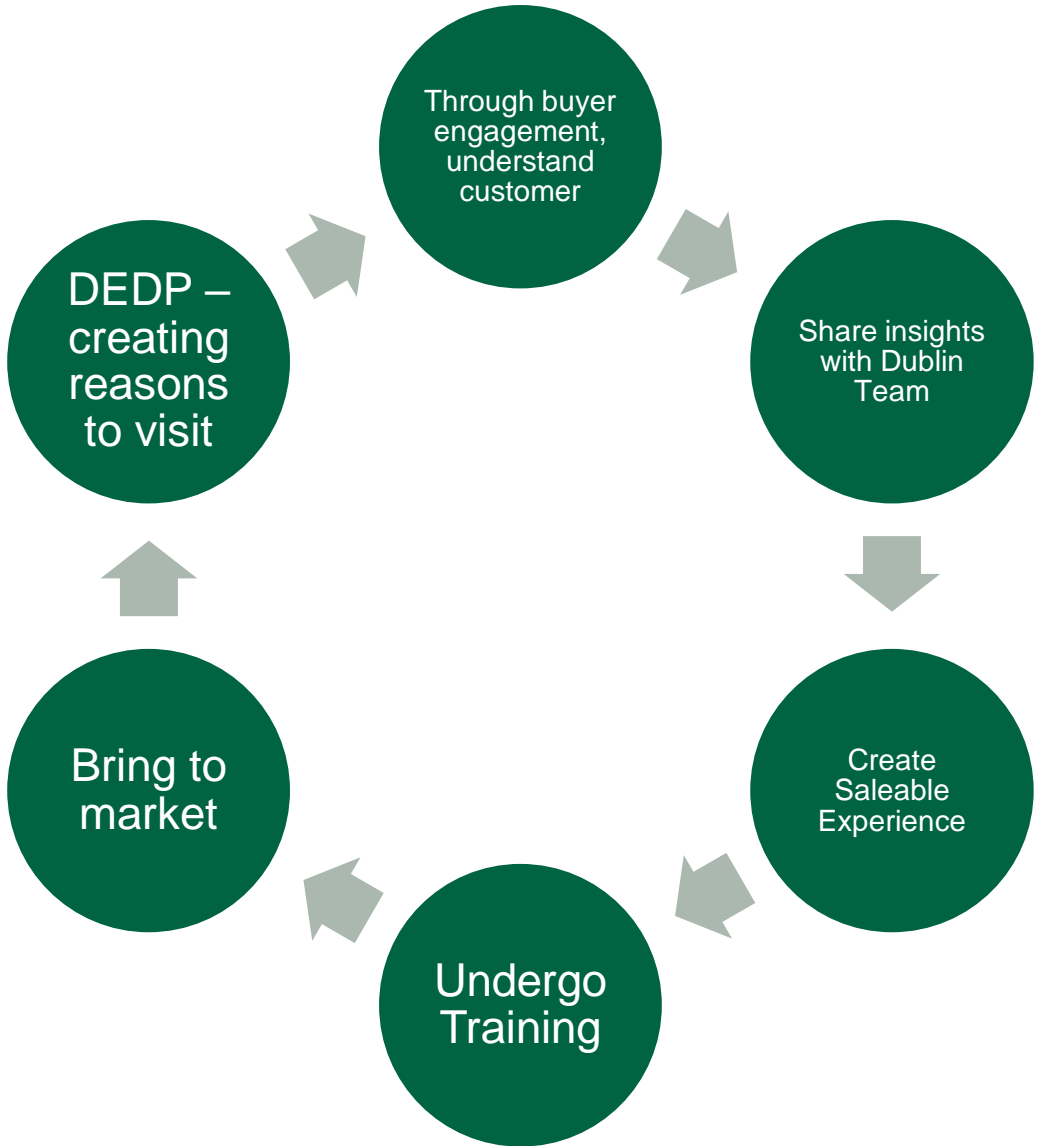 Through buyer
engagement,
understand
customer
Share insights
with Dublin
Team
Create
Saleable
Experience
Undergo
Training
Bring to
market
DEDP –
creating
reasons
to visit